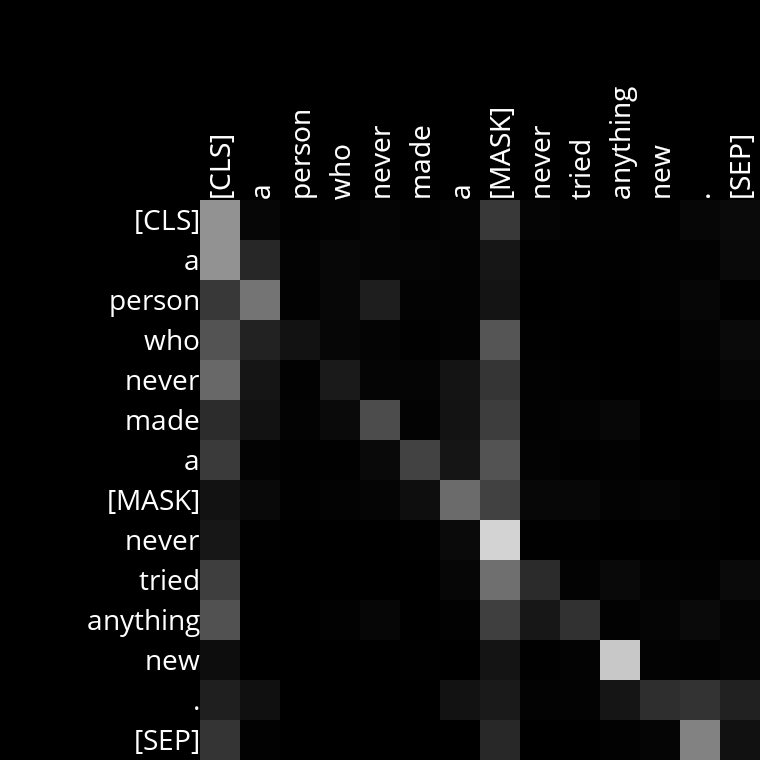 [CLS] a person who never made a [MASK] never tried anything new . [SEP]
[CLS]
a
person
who
never
made
a
[MASK]
never
tried
anything
new
.
[SEP]